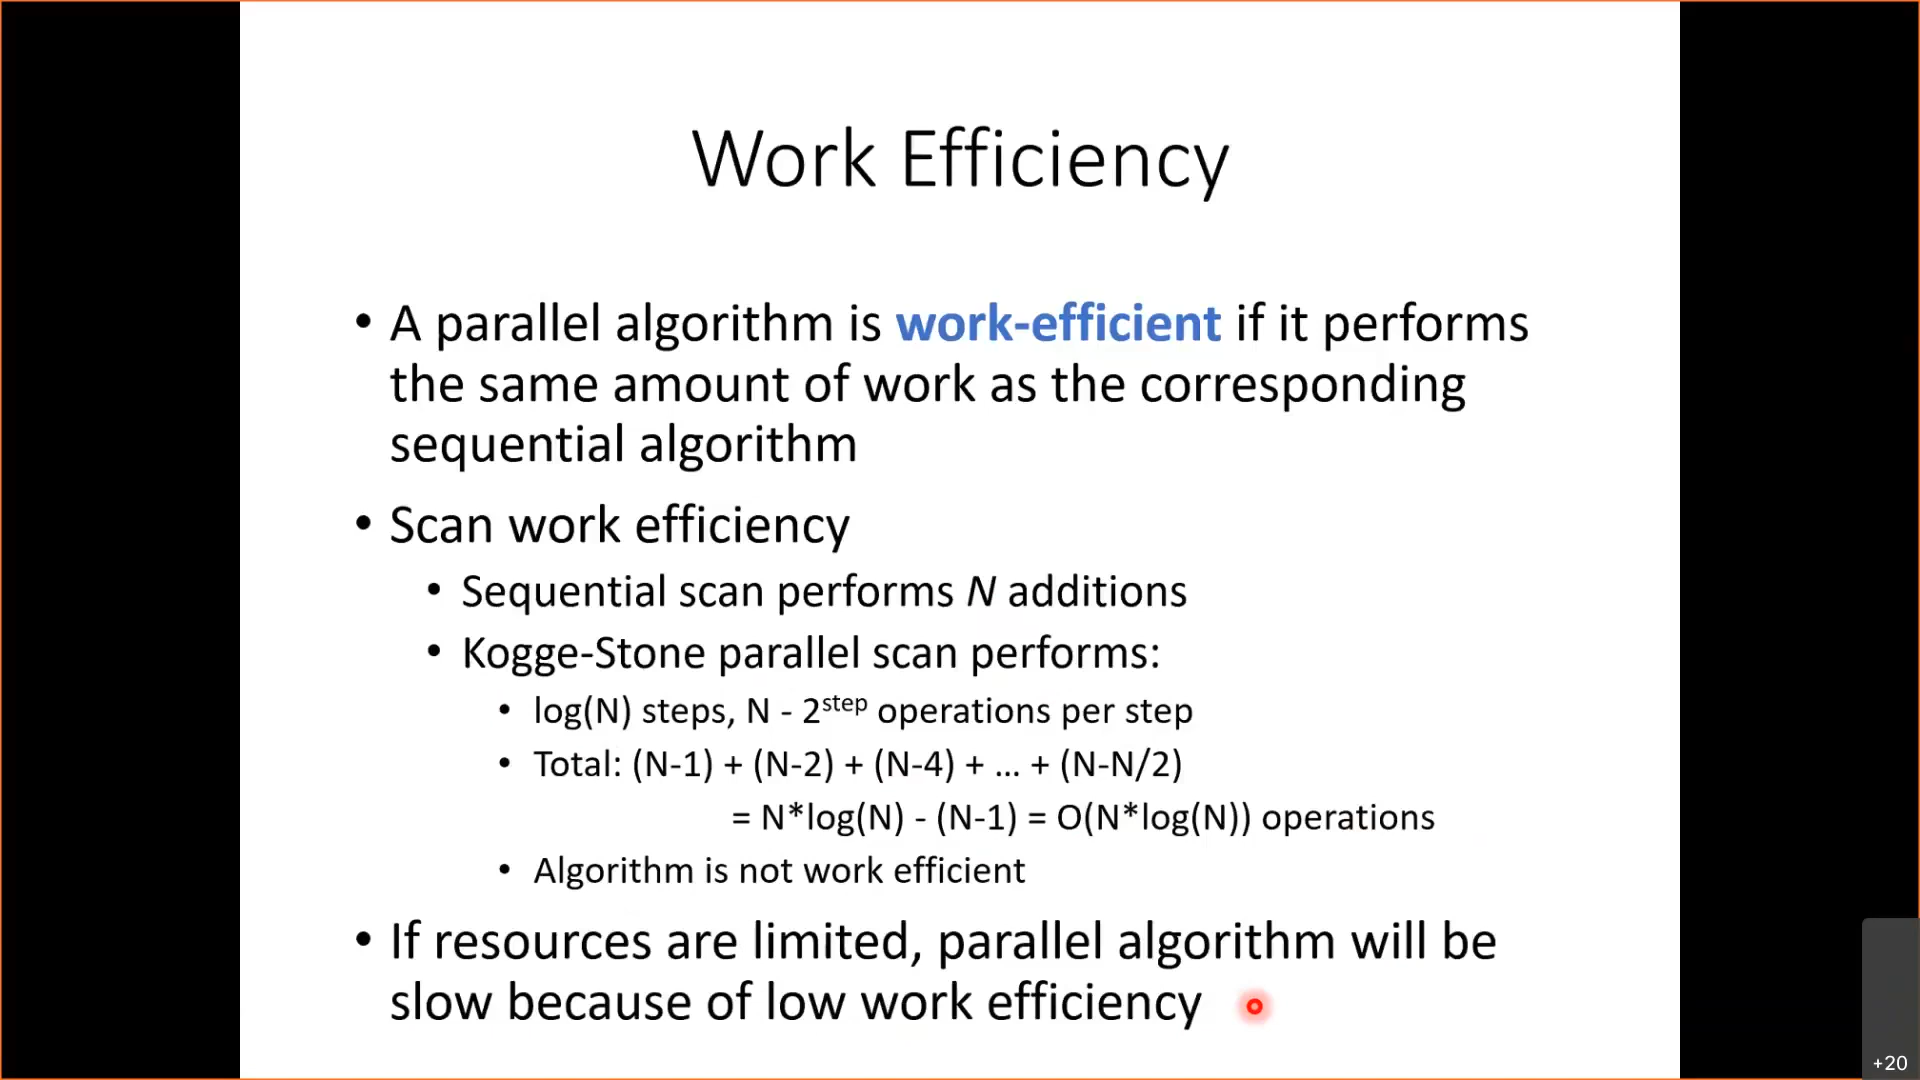 Work Efficiency
• A parallel algorithm is work-efficient if it performs
the same amount of work as the corresponding
sequential algorithm
• Scan work efficiency
• Sequential scan performs N additions
• Kogge-Stone parallel scan performs:
• log(N) steps, N - 2^step operations per step
• Total: (N-1) + (N-2) + (N-4) + ... + (N-N/2)
= N*log(N) - (N-1) = O(N*log(N)) operations
• Algorithm is not work efficient
• If resources are limited, parallel algorithm will be
slow because of low work efficiency
+20